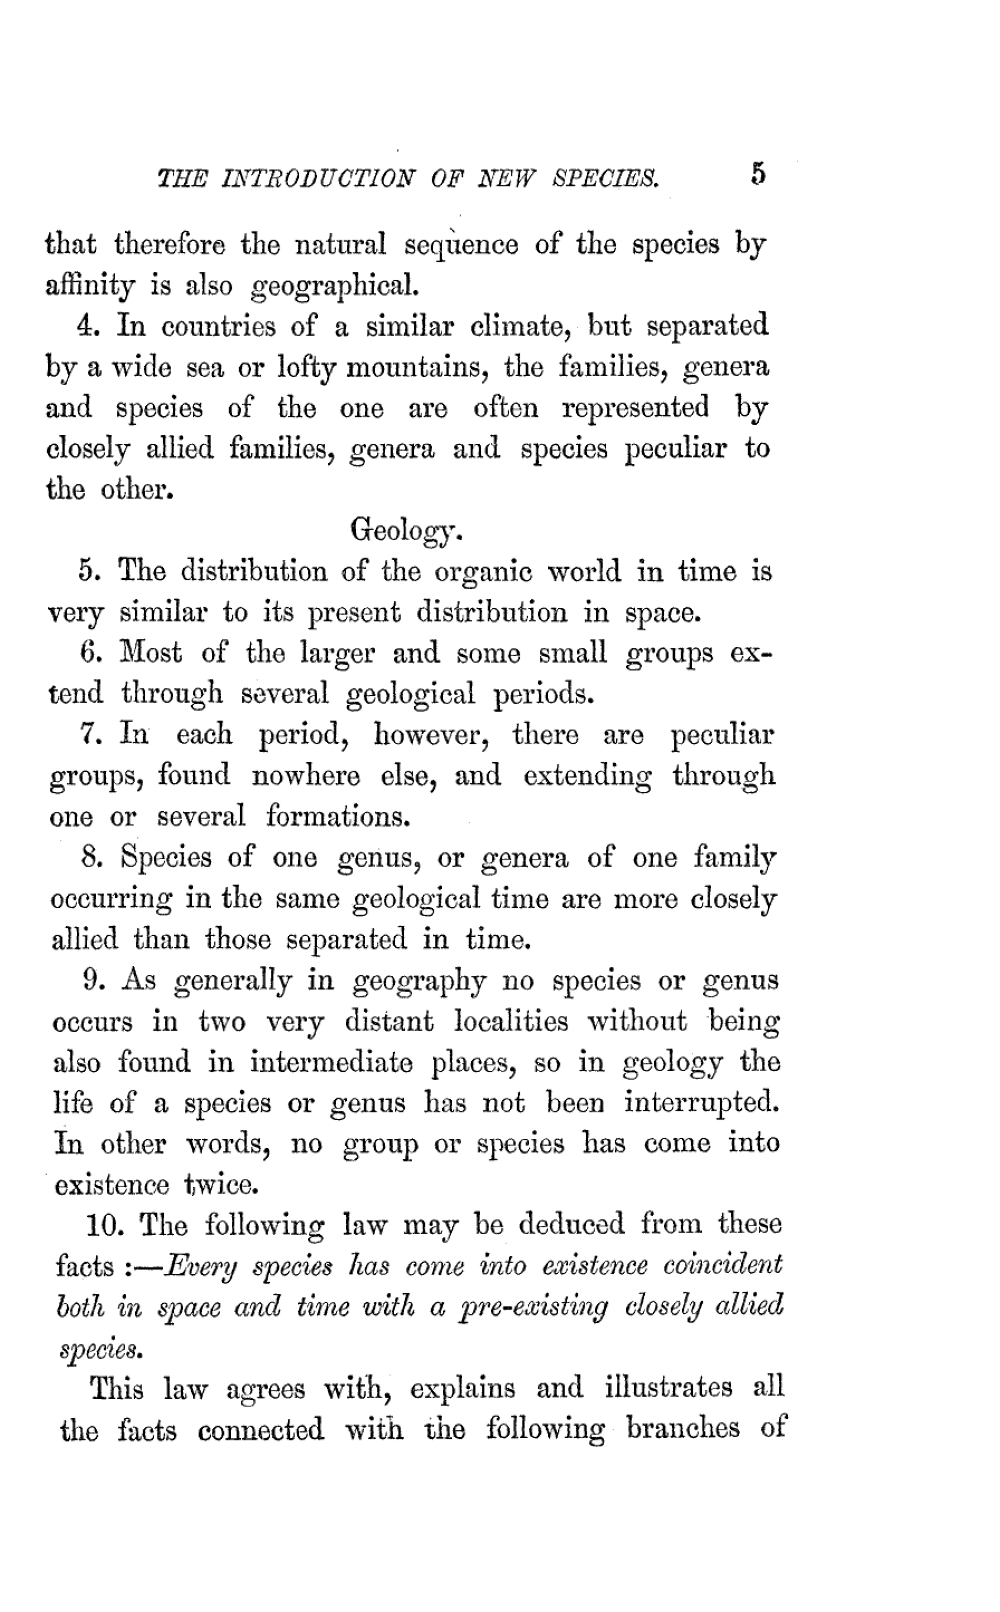 THE INTRODUCTION OF NEW SPECIES. 5
that therefore the natural sequence of the species by
affinity is also geographical.
4. In countries of a similar climate, but separated
by a wide sea or lofty mountains, the families, genera
and species of the one are often represented by
closely allied families, genera and species peculiar to
the other.
Geology.
5. The distribution of the organic world in time is
very similar to its present distribution in space.
6. Most of the larger and some small groups ex-
tend through several geological periods.
7. In each period, however, there are peculiar
groups, found nowhere else, and extending through
one or several formations.
8. Species of one genus, or genera of one family
occurring in the same geological time are more closely
allied than those separated in time.
9. As generally in geography no species or genus
occurs in two very distant localities without being
also found in intermediate places, so in geology the
life of a species or genus has not been interrupted.
In other words, no group or species has come into
existence twice.
10. The following law may be deduced from these
facts :—Every species has come into existence coincident
both in space and time with a pre-existing closely allied
species.
This law agrees with, explains and illustrates all
the facts connected with the following branches of